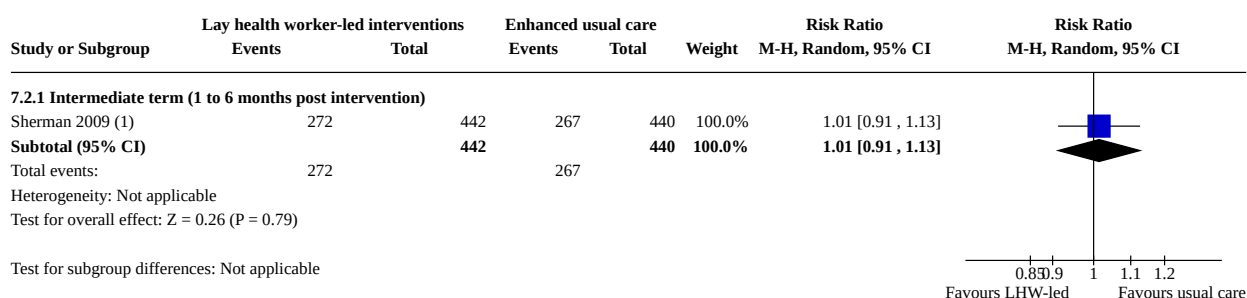 Lay health worker-led interventions Enhanced usual care Risk Ratio Risk Ratio
Study or Subgroup Events Total Events Total Weight M-H, Random, 95% CI M-H, Random, 95% CI
7.2.1 Intermediate term (1 to 6 months post intervention)
Sherman 2009 (1) 272 442 267 440 100.0% 1.01 [0.91 , 1.13]
Subtotal (95% CI) 442 440 100.0% 1.01 [0.91 , 1.13]
Total events: 272 267
Heterogeneity: Not applicable
Test for overall effect: Z = 0.26 (P = 0.79)
Test for subgroup differences: Not applicable 0.85 0.9 1 1.1 1.2
Favours LHW-led Favours usual care